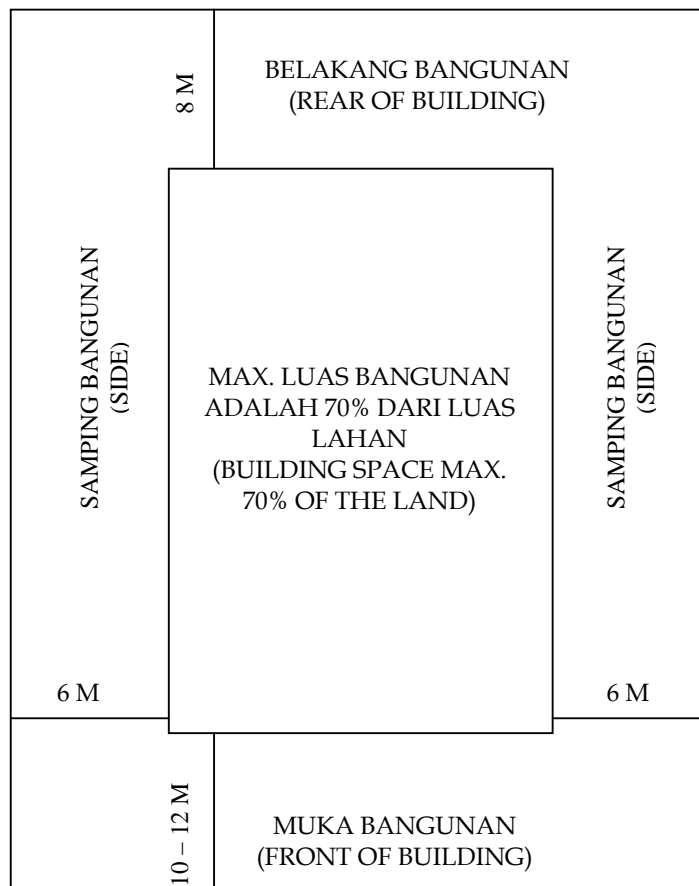 8 M
BELAKANG BANGUNAN
(REAR OF BUILDING)
SAMPING BANGUNAN
(SIDE)
MAX. LUAS BANGUNAN
ADALAH 70% DARI LUAS
LAHAN
(BUILDING SPACE MAX.
70% OF THE LAND)
SAMPING BANGUNAN
(SIDE)
6 M
6 M
10 – 12 M
MUKA BANGUNAN
(FRONT OF BUILDING)